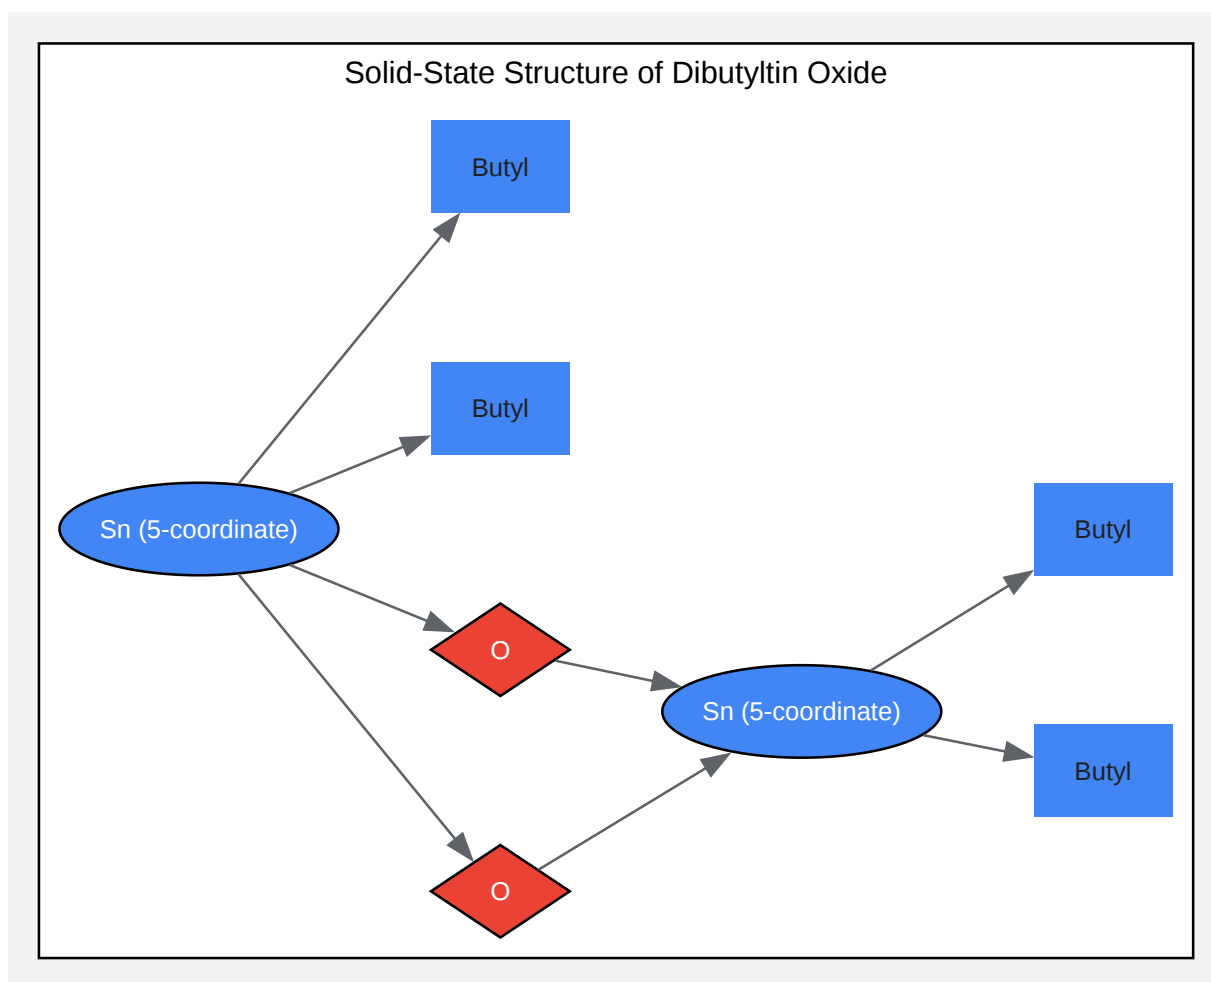 Solid-State Structure of Dibutyltin Oxide
Butyl
Butyl
Sn (5-coordinate)
Butyl
O
Sn (5-coordinate)
Butyl
O